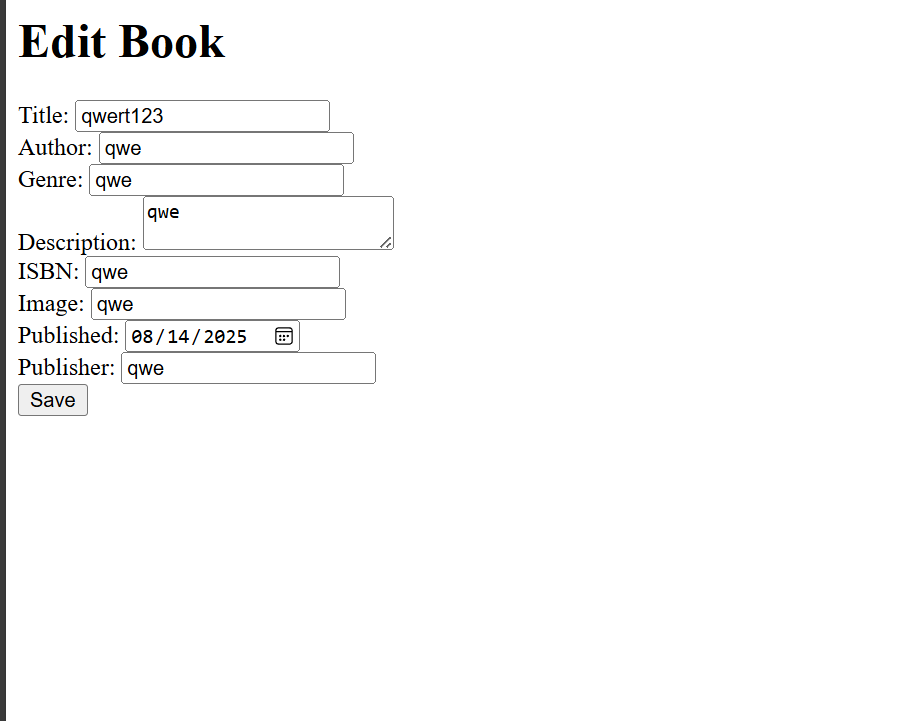 Edit Book
Title: qwert123
Author: qwe
Genre: qwe
Description: qwe
ISBN: qwe
Image: qwe
Published: 08/14/2025
Publisher: qwe
Save